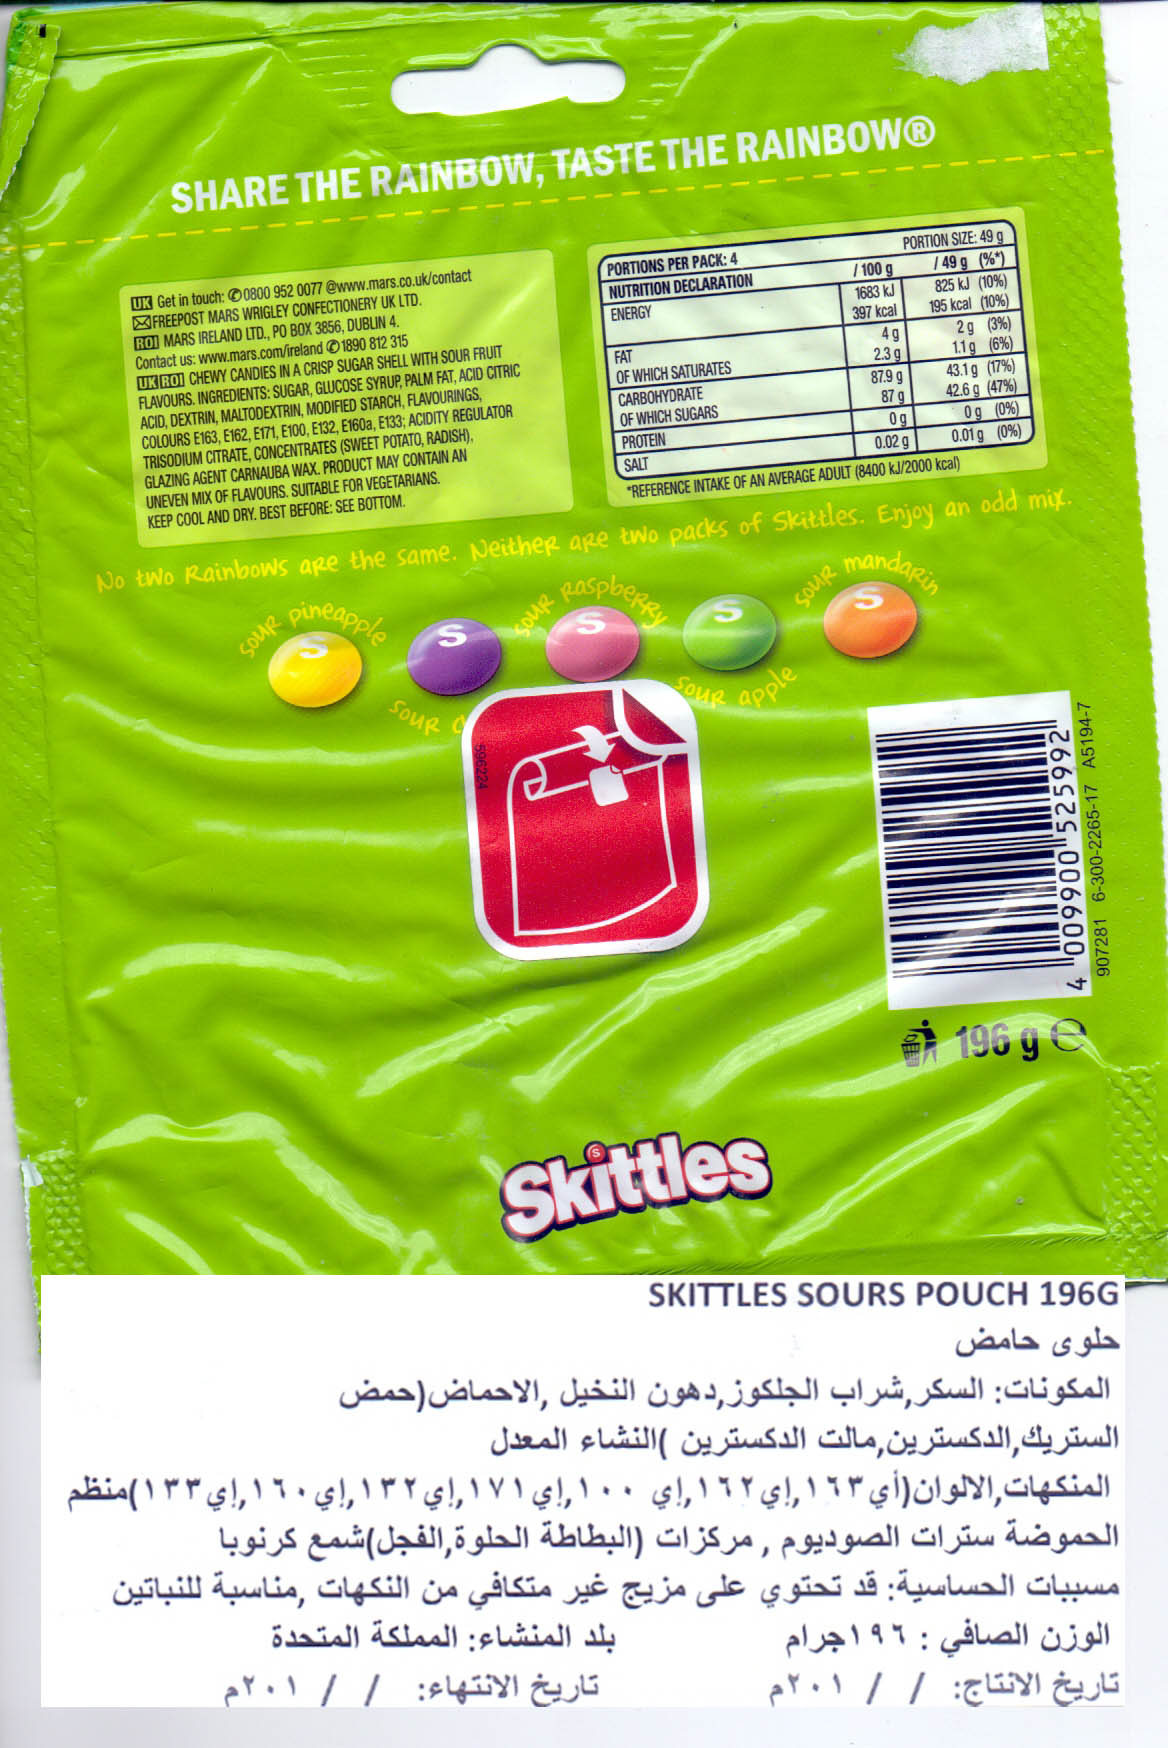 SHARE THE RAINBOW, TASTE THE RAINBOW®
UK Get in touch: ✆0800 952 0077 @www.mars.co.uk/contact
FREEPOST MARS WRIGLEY CONFECTIONERY UK LTD.
ROI MARS IRELAND LTD., PO BOX 3856, DUBLIN 4.
Contact us: www.mars.com/ireland ✆1890 812 315
UK ROI CHEWY CANDIES IN A CRISP SUGAR SHELL WITH SOUR FRUIT
FLAVOURS. INGREDIENTS: SUGAR, GLUCOSE SYRUP, PALM FAT, ACID CITRIC
ACID, DEXTRIN, MALTODEXTRIN, MODIFIED STARCH, FLAVOURINGS,
COLOURS E163, E162, E171, E100, E132, E160a, E133; ACIDITY REGULATOR
TRISODIUM CITRATE, CONCENTRATES (SWEET POTATO, RADISH),
GLAZING AGENT CARNAUBA WAX. PRODUCT MAY CONTAIN AN
UNEVEN MIX OF FLAVOURS. SUITABLE FOR VEGETARIANS.
KEEP COOL AND DRY. BEST BEFORE: SEE BOTTOM.
PORTIONS PER PACK: 4 PORTION SIZE: 49 g
NUTRITION DECLARATION / 100 g / 49 g (%*)
ENERGY 1683 kJ 825 kJ (10%)
397 kcal 195 kcal (10%)
FAT 4 g 2 g (3%)
OF WHICH SATURATES 2.3 g 1.1 g (6%)
CARBOHYDRATE 87.9 g 43.1 g (17%)
OF WHICH SUGARS 87 g 42.6 g (47%)
PROTEIN 0 g 0 g (0%)
SALT 0.02 g 0.01 g (0%)
*REFERENCE INTAKE OF AN AVERAGE ADULT (8400 kJ/2000 kcal)
No two Rainbows are the same. Neither are two packs of Skittles. Enjoy an odd mix.
sour pineapple
sour
sour raspberry
sour apple
sour mandarin
S S S S S
596224
4 009900 525992
907281 6-300-2265-17 A5194-7
196 g ℮
Skittles
SKITTLES SOURS POUCH 196G
حلوى حامض
المكونات: السكر,شراب الجلكوز,دهون النخيل ,الاحماض(حمض
الستريك,الدكسترين,مالت الدكسترين )النشاء المعدل
المنكهات,الالوان(أي١٦٣,إي١٦٢,إي ١٠٠,إي١٧١,إي١٣٢,إي١٦٠,إي١٣٣)منظم
الحموضة سترات الصوديوم , مركزات (البطاطة الحلوة,الفجل)شمع كرنوبا
مسببات الحساسية: قد تحتوي على مزيج غير متكافي من النكهات ,مناسبة للنباتين
الوزن الصافي : ١٩٦جرام بلد المنشاء: المملكة المتحدة
تاريخ الانتاج: / / ٢٠١م تاريخ الانتهاء: / / ٢٠١م